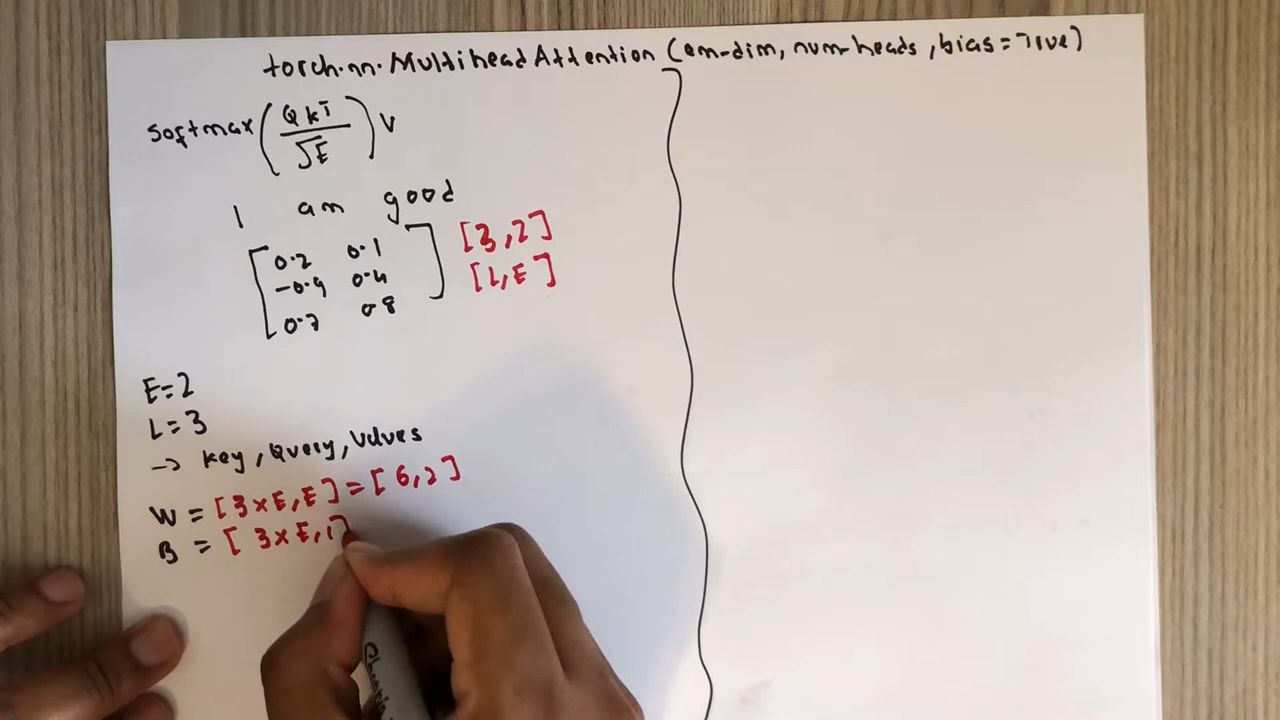 torch.nn.MultiheadAttention (em-dim, num-heads, bias=True)
softmax(QKT/√E)V
I am good
[0.2 0.1
-0.9 0.4
0.7 0.8] [3,2]
[L,E]
E=2
L=3
→ key, Query, Values
W = [3×E,E] = [6,2]
B = [3×E,1]